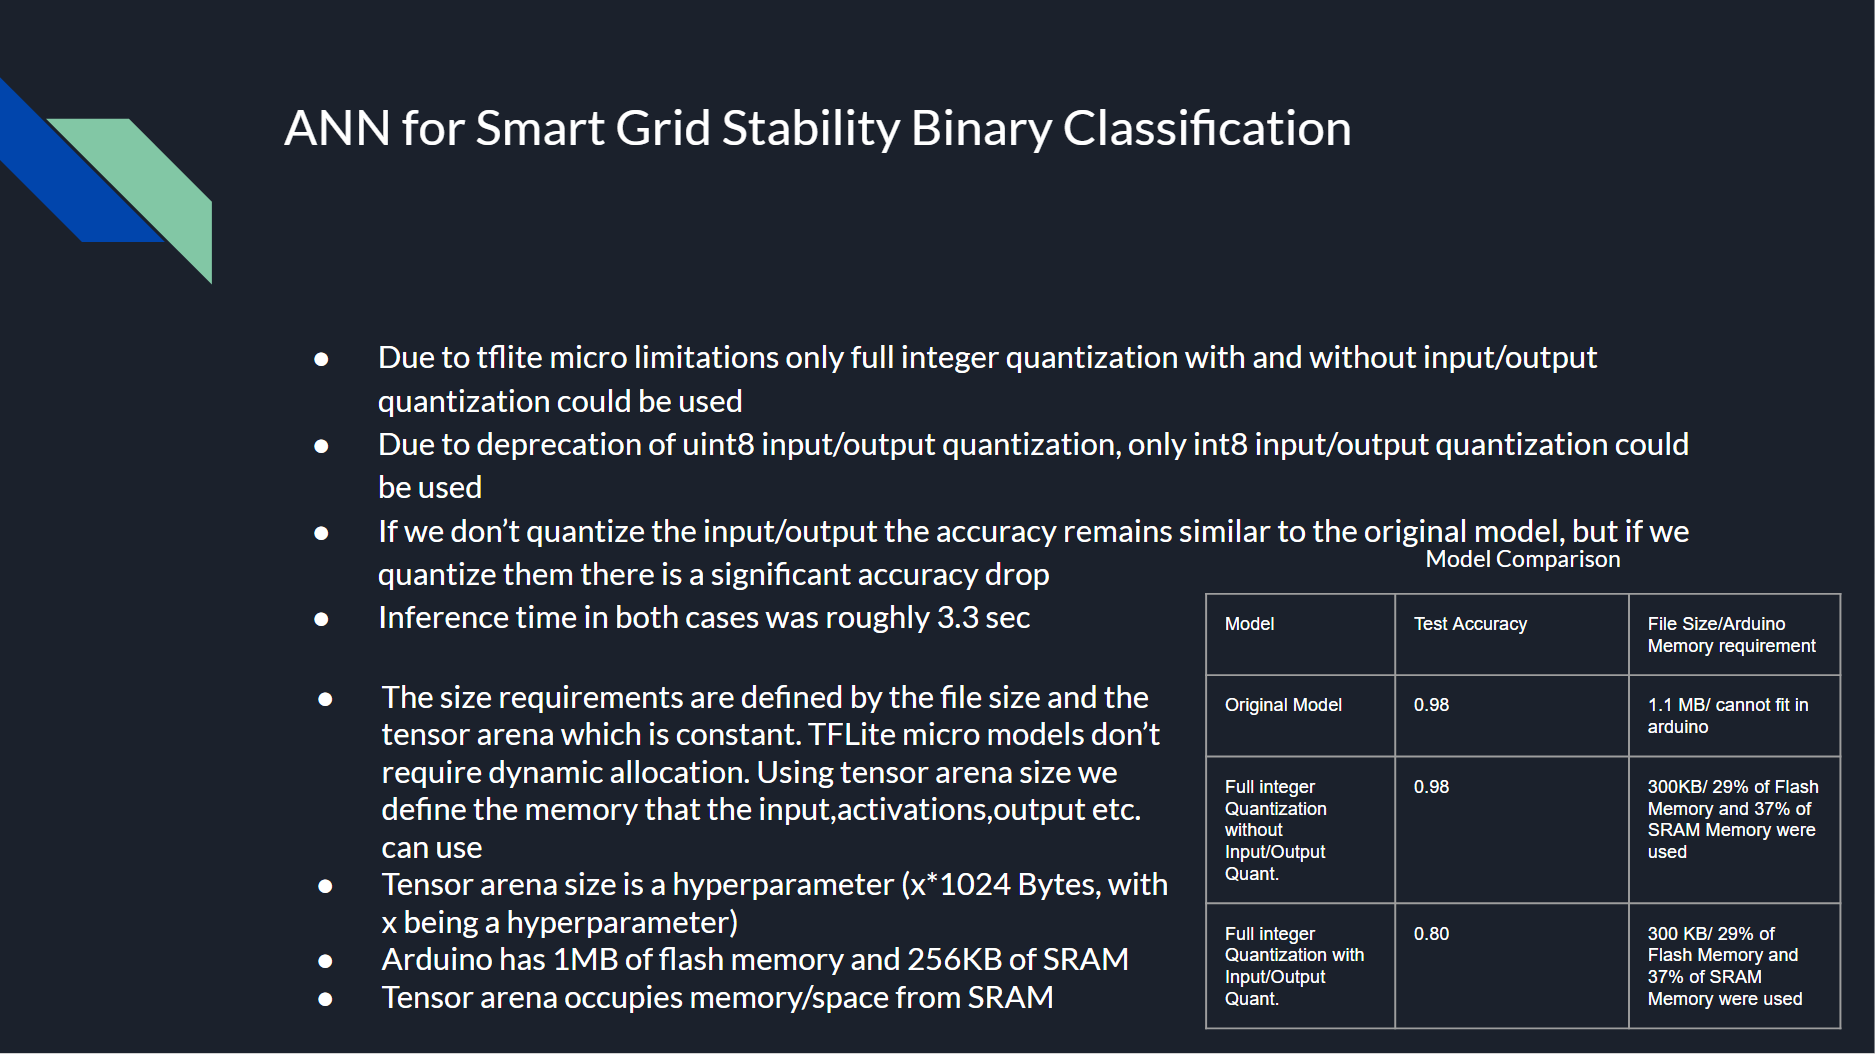 ANN for Smart Grid Stability Binary Classification
● Due to tflite micro limitations only full integer quantization with and without input/output
quantization could be used
● Due to deprecation of uint8 input/output quantization, only int8 input/output quantization could
be used
● If we don’t quantize the input/output the accuracy remains similar to the original model, but if we
quantize them there is a significant accuracy drop
● Inference time in both cases was roughly 3.3 sec
● The size requirements are defined by the file size and the
tensor arena which is constant. TFLite micro models don’t
require dynamic allocation. Using tensor arena size we
define the memory that the input,activations,output etc.
can use
● Tensor arena size is a hyperparameter (x*1024 Bytes, with
x being a hyperparameter)
● Arduino has 1MB of flash memory and 256KB of SRAM
● Tensor arena occupies memory/space from SRAM
Model Comparison
Model
Test Accuracy
File Size/Arduino
Memory requirement
Original Model
0.98
1.1 MB/ cannot fit in
arduino
Full integer
Quantization
without
Input/Output
Quant.
0.98
300KB/ 29% of Flash
Memory and 37% of
SRAM Memory were
used
Full integer
Quantization with
Input/Output
Quant.
0.80
300 KB/ 29% of
Flash Memory and
37% of SRAM
Memory were used